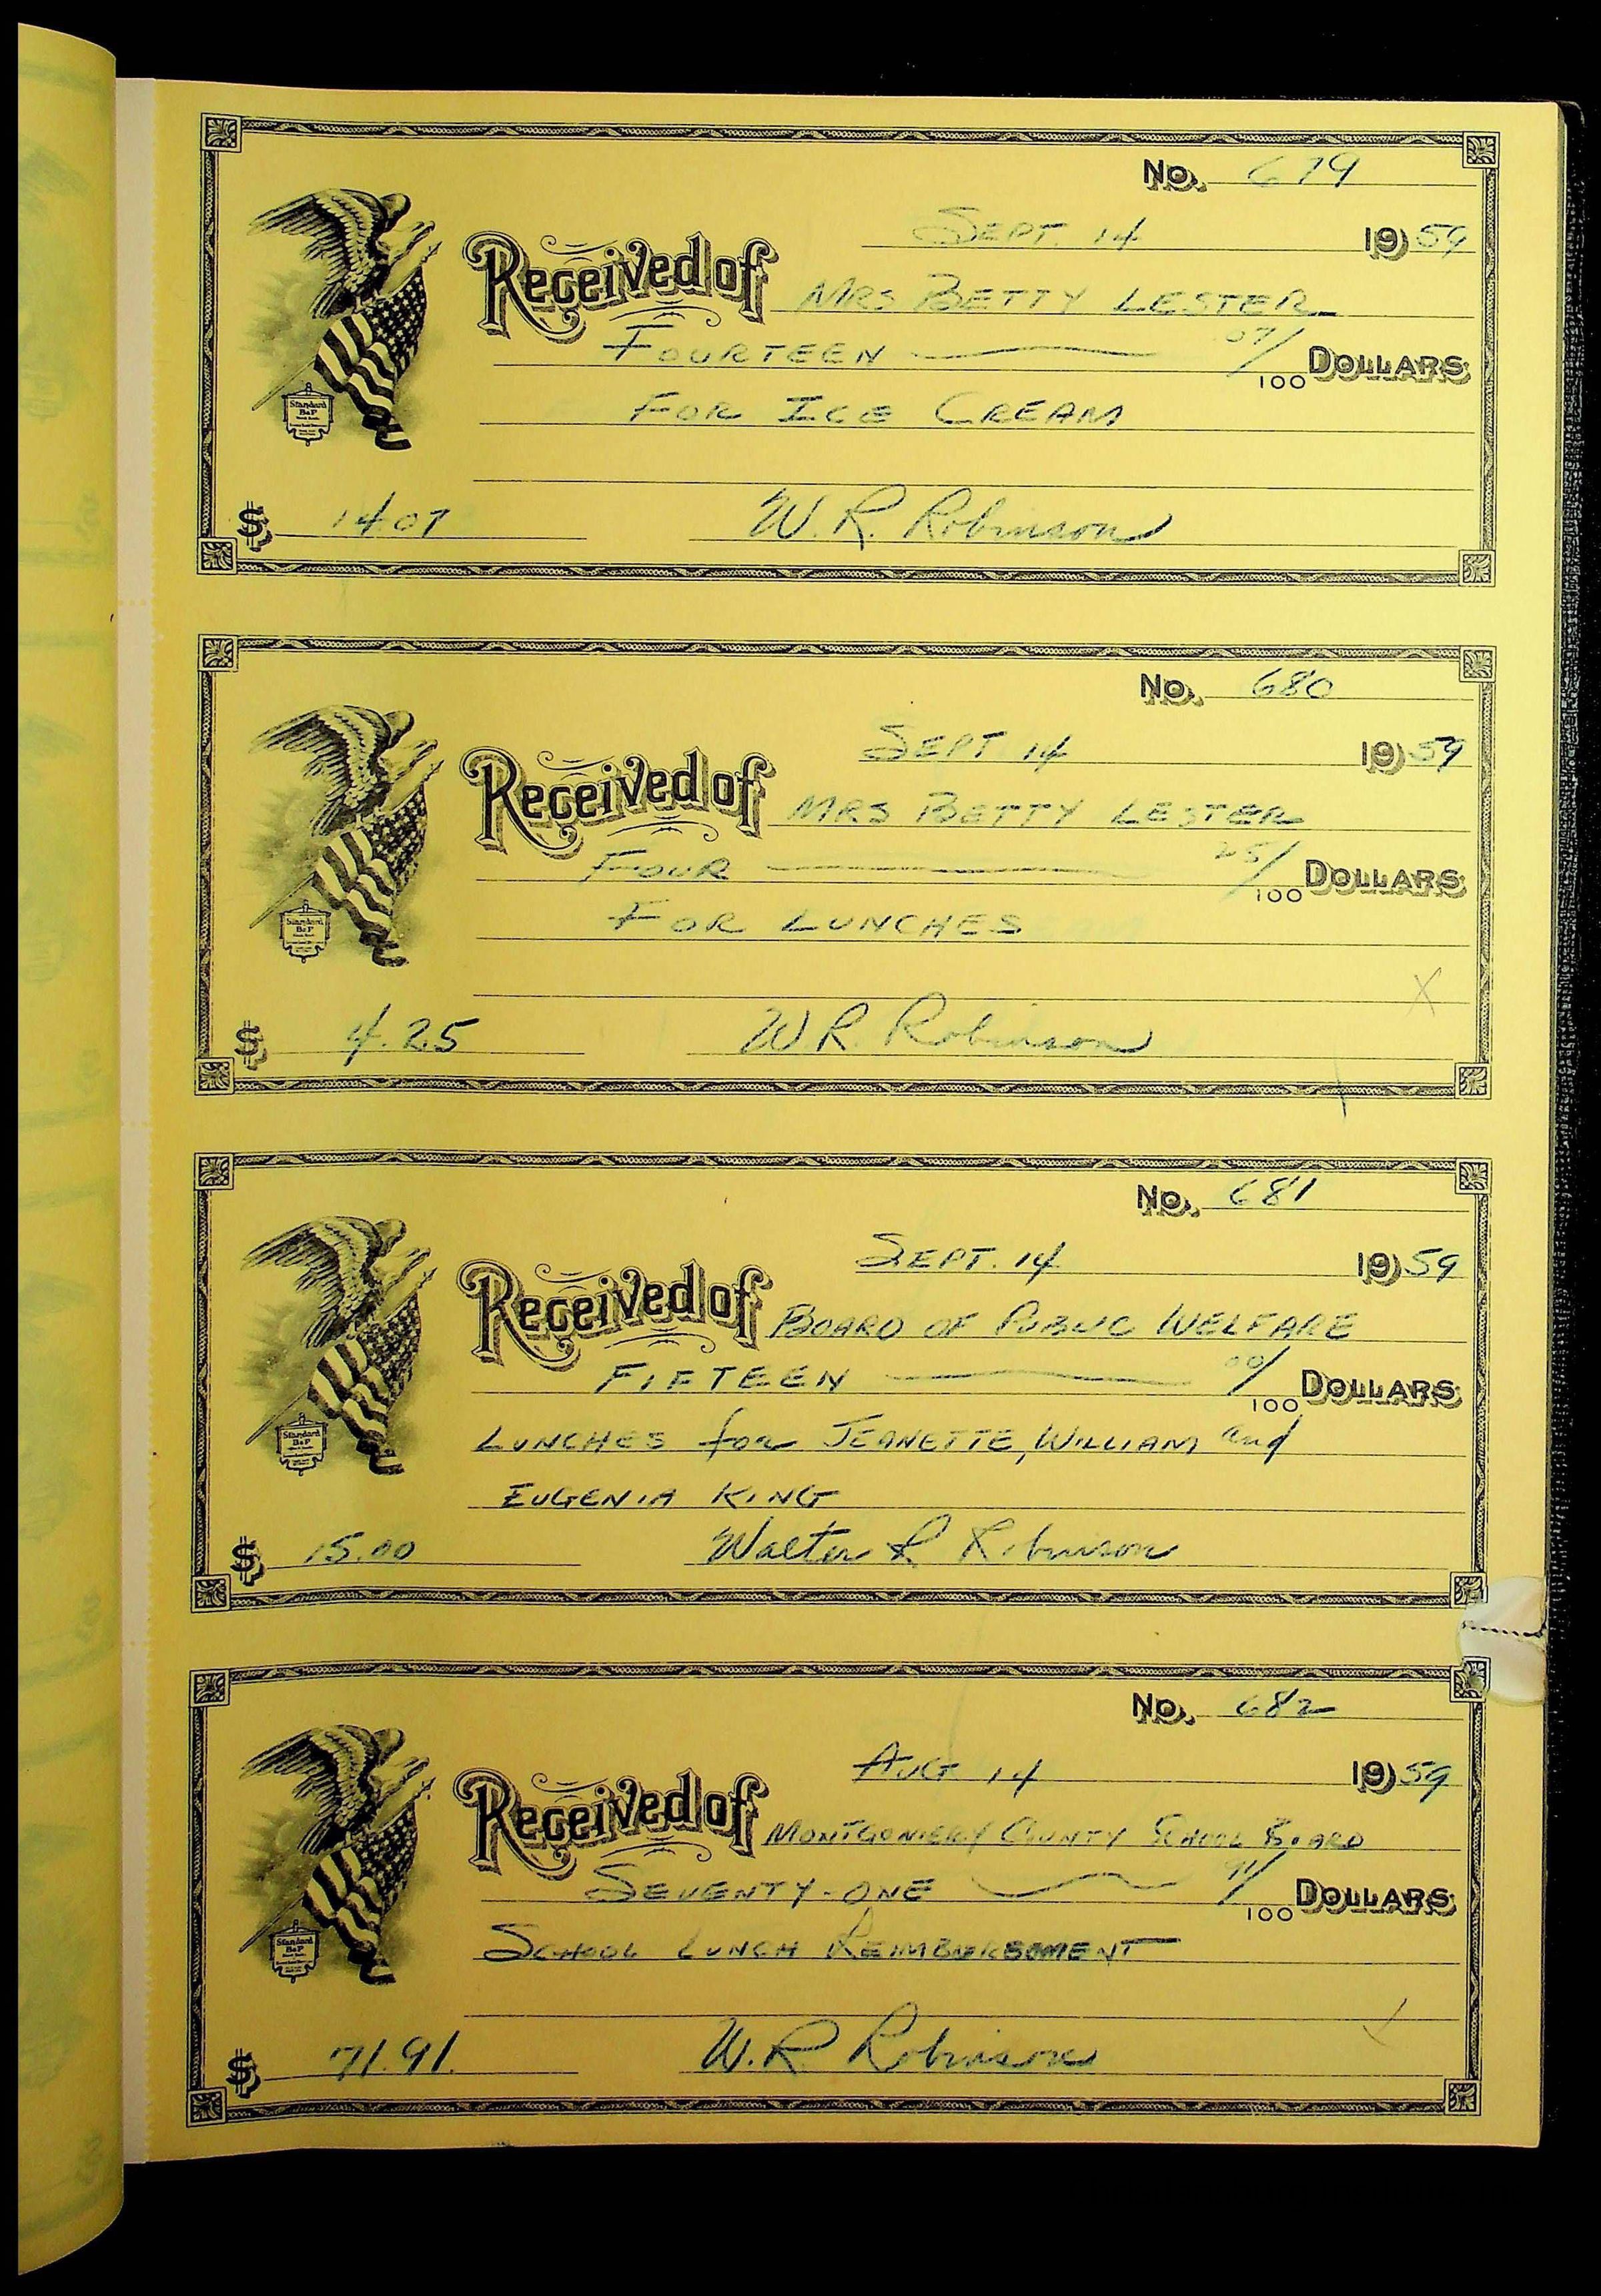 No. 679
SEPT. 14 1959
Received of MRS BETTY LESTER
FOURTEEN 07/100 DOLLARS
FOR ICE CREAM
$ 14.07 W. R. Robinson
Standard
B&P
No. 680
SEPT 14 1959
Received of MRS BETTY LESTER
FOUR 25/100 DOLLARS
FOR LUNCHES
Standard
B&P
X
$ 4.25 W. R. Robinson
No. 681
SEPT. 14 1959
Received of BOARD OF PUBLIC WELFARE
FIFTEEN 00/100 DOLLARS
LUNCHES for JEANETTE, WILLIAM and
Standard
B&P
EUGENIA KING
$ 15.00 Walter R Robinson
No. 682
AUG 14 1959
Received of MONTGOMERY COUNTY SCHOOL BOARD
SEVENTY-ONE 91/100 DOLLARS
SCHOOL LUNCH REIMBURSEMENT
Standard
B&P
$ 71.91. W. R Robinson